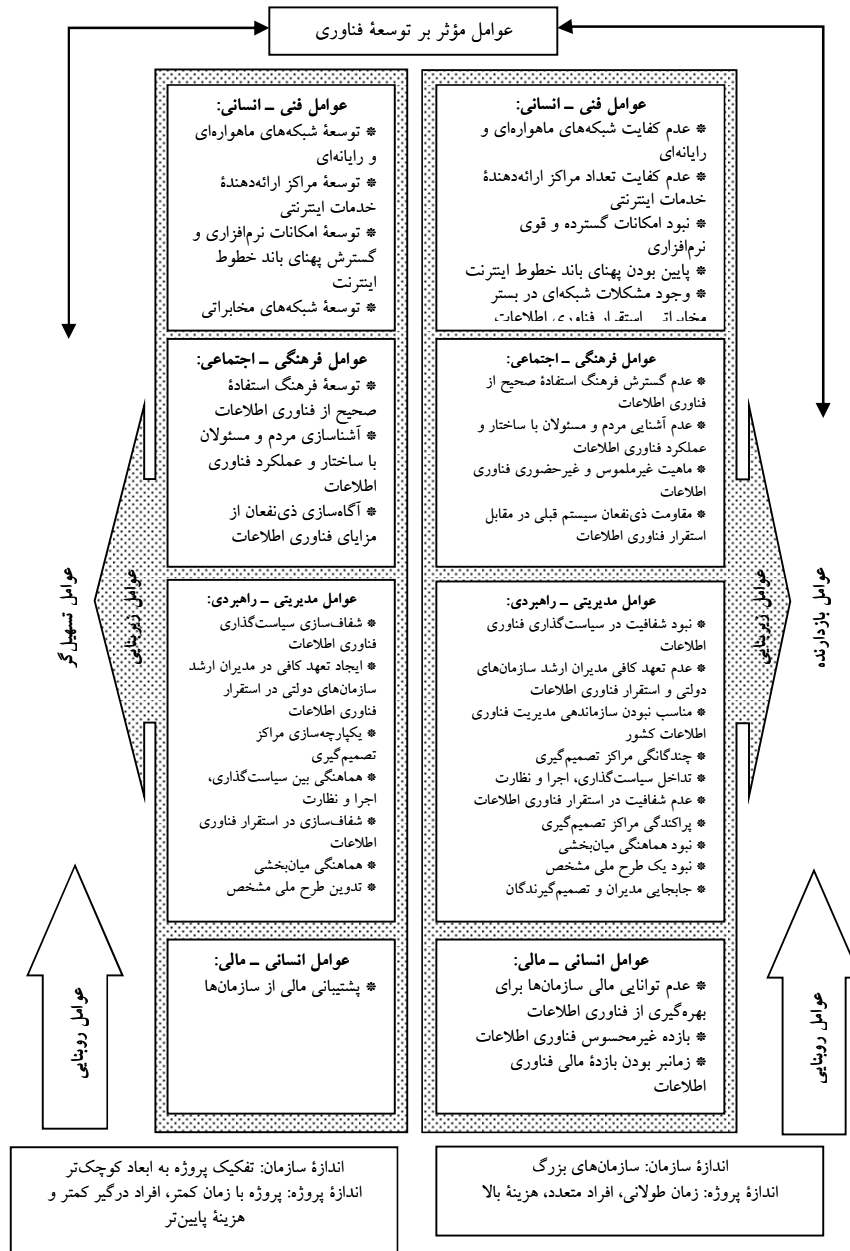 عوامل مؤثر بر توسعهٔ فناوری
عوامل فنی ــ انسانی:
* عدم کفایت شبکه‌های ماهواره‌ای و
رایانه‌ای
* عدم کفایت تعداد مراکز ارائه‌دهندهٔ
خدمات اینترنتی
* نبود امکانات گسترده و قوی
نرم‌افزاری
* پایین بودن پهنای باند خطوط اینترنت
* وجود مشکلات شبکه‌ای در بستر
مخابراتی استقرار فناوری اطلاعات
عوامل فرهنگی ــ اجتماعی:
* عدم گسترش فرهنگ استفادهٔ صحیح از
فناوری اطلاعات
* عدم آشنایی مردم و مسئولان با ساختار و
عملکرد فناوری اطلاعات
* ماهیت غیرملموس و غیرحضوری فناوری
اطلاعات
* مقاومت ذی‌نفعان سیستم قبلی در مقابل
استقرار فناوری اطلاعات
عوامل مدیریتی ــ راهبردی:
* نبود شفافیت در سیاست‌گذاری فناوری
اطلاعات
* عدم تعهد کافی مدیران ارشد سازمان‌های
دولتی و استقرار فناوری اطلاعات
* مناسب نبودن سازماندهی مدیریت فناوری
اطلاعات کشور
* چندگانگی مراکز تصمیم‌گیری
* تداخل سیاست‌گذاری، اجرا و نظارت
* عدم شفافیت در استقرار فناوری اطلاعات
* پراکندگی مراکز تصمیم‌گیری
* نبود هماهنگی میان‌بخشی
* نبود یک طرح ملی مشخص
* جابجایی مدیران و تصمیم‌گیرندگان
عوامل انسانی ــ مالی:
* عدم توانایی مالی سازمان‌ها برای
بهره‌گیری از فناوری اطلاعات
* بازده غیرمحسوس فناوری اطلاعات
* زمانبر بودن بازدهٔ مالی فناوری
اطلاعات
عوامل بازدارنده
عوامل زیربنایی
عوامل روبنایی
اندازهٔ سازمان: سازمان‌های بزرگ
اندازهٔ پروژه: زمان طولانی، افراد متعدد، هزینهٔ بالا
عوامل فنی ــ انسانی:
* توسعهٔ شبکه‌های ماهواره‌ای
و رایانه‌ای
* توسعهٔ مراکز ارائه‌دهندهٔ
خدمات اینترنتی
* توسعهٔ امکانات نرم‌افزاری و
گسترش پهنای باند خطوط
اینترنت
* توسعهٔ شبکه‌های مخابراتی
عوامل فرهنگی ــ اجتماعی:
* توسعهٔ فرهنگ استفادهٔ
صحیح از فناوری اطلاعات
* آشناسازی مردم و مسئولان
با ساختار و عملکرد فناوری
اطلاعات
* آگاه‌سازی ذی‌نفعان از
مزایای فناوری اطلاعات
عوامل مدیریتی ــ راهبردی:
* شفاف‌سازی سیاست‌گذاری
فناوری اطلاعات
* ایجاد تعهد کافی در مدیران ارشد
سازمان‌های دولتی در استقرار
فناوری اطلاعات
* یکپارچه‌سازی مراکز
تصمیم‌گیری
* هماهنگی بین سیاست‌گذاری،
اجرا و نظارت
* شفاف‌سازی در استقرار فناوری
اطلاعات
* هماهنگی میان‌بخشی
* تدوین طرح ملی مشخص
عوامل انسانی ــ مالی:
* پشتیبانی مالی از سازمان‌ها
عوامل زیربنایی
عوامل تسهیل‌گر
عوامل روبنایی
اندازهٔ سازمان: تفکیک پروژه به ابعاد کوچک‌تر
اندازهٔ پروژه: پروژه با زمان کمتر، افراد درگیر کمتر و
هزینهٔ پایین‌تر